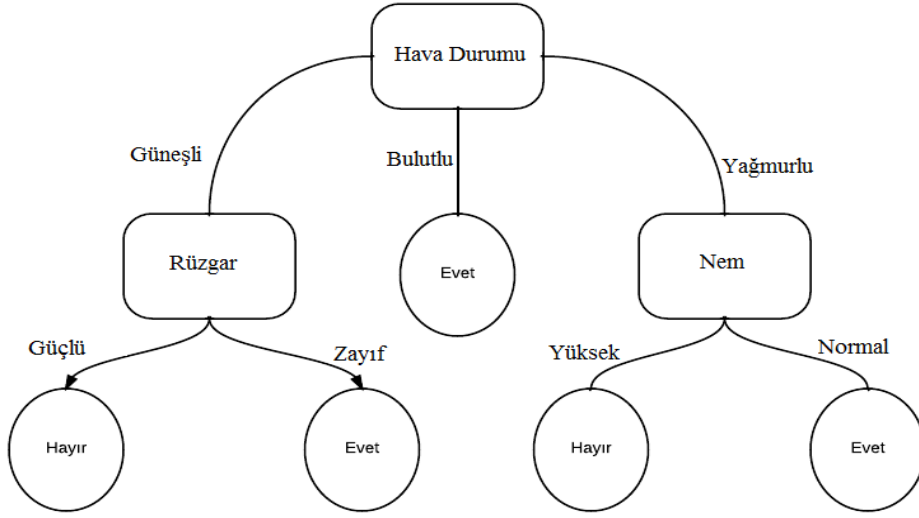 Hava Durumu
Güneşli
Bulutlu
Yağmurlu
Rüzgar
Evet
Nem
Güçlü
Zayıf
Yüksek
Normal
Hayır
Evet
Hayır
Evet